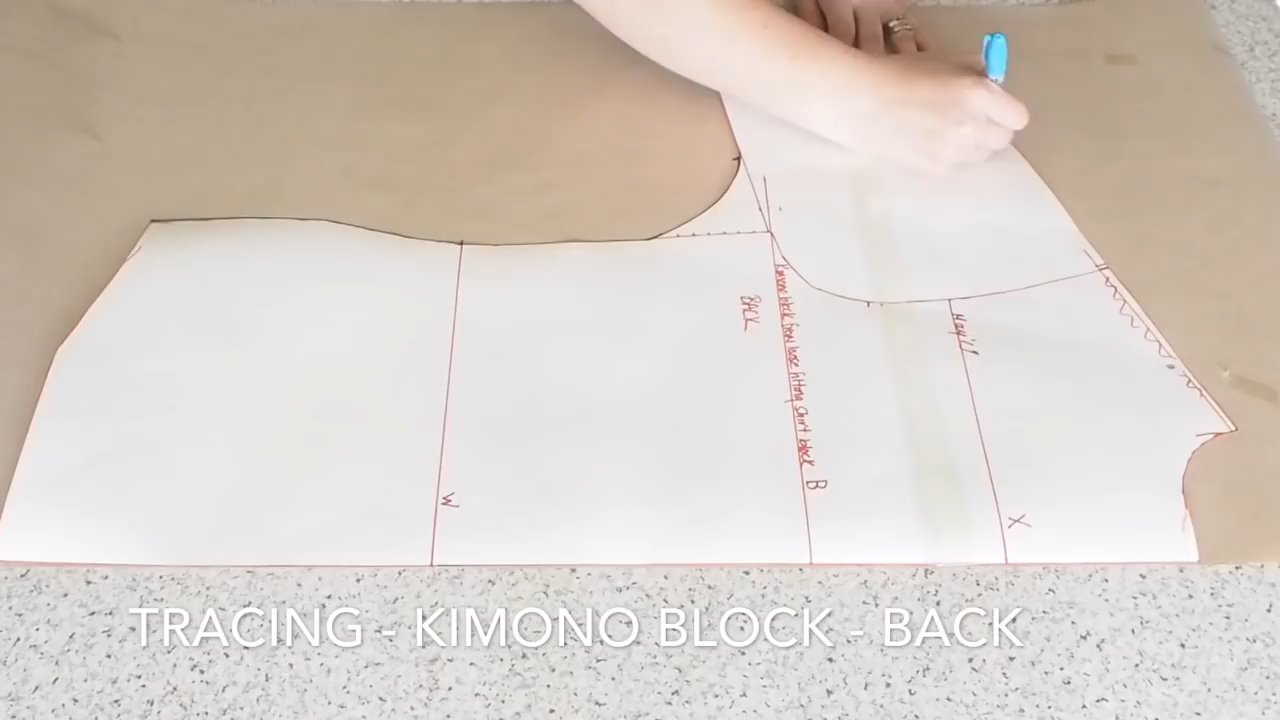 Kimono block from loose fitting shirt block
BACK
B
W
X
TRACING - KIMONO BLOCK - BACK